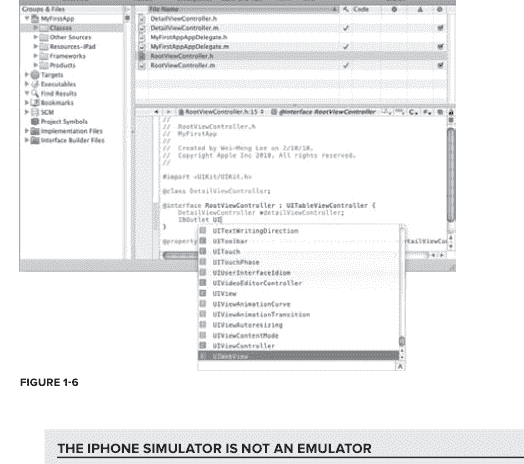 Groups & Files
MyFirstApp
Classes
Other Sources
Resources-iPad
Frameworks
Products
Targets
Executables
Find Results
Bookmarks
SCM
Project Symbols
Implementation Files
Interface Builder Files
File Name
Code
DetailViewController.h
DetailViewController.m
MyFirstAppAppDelegate.h
MyFirstAppAppDelegate.m
RootViewController.h
RootViewController.m
RootViewController.h:15
@interface RootViewController
//
// RootViewController.h
// MyFirstApp
//
// Created by Wei-Meng Lee on 2/10/10.
// Copyright Apple Inc 2010. All rights reserved.
//
#import <UIKit/UIKit.h>
@class DetailViewController;
@interface RootViewController : UITableViewController {
DetailViewController *detailViewController;
IBOutlet UI
}
@property
UITextWritingDirection
UIToolbar
UITouch
UITouchPhase
UIUserInterfaceIdiom
UIVideoEditorController
UIView
UIViewAnimationCurve
UIViewAnimationTransition
UIViewAutoresizing
UIViewContentMode
UIViewController
UIWebView
FIGURE 1-6
THE IPHONE SIMULATOR IS NOT AN EMULATOR